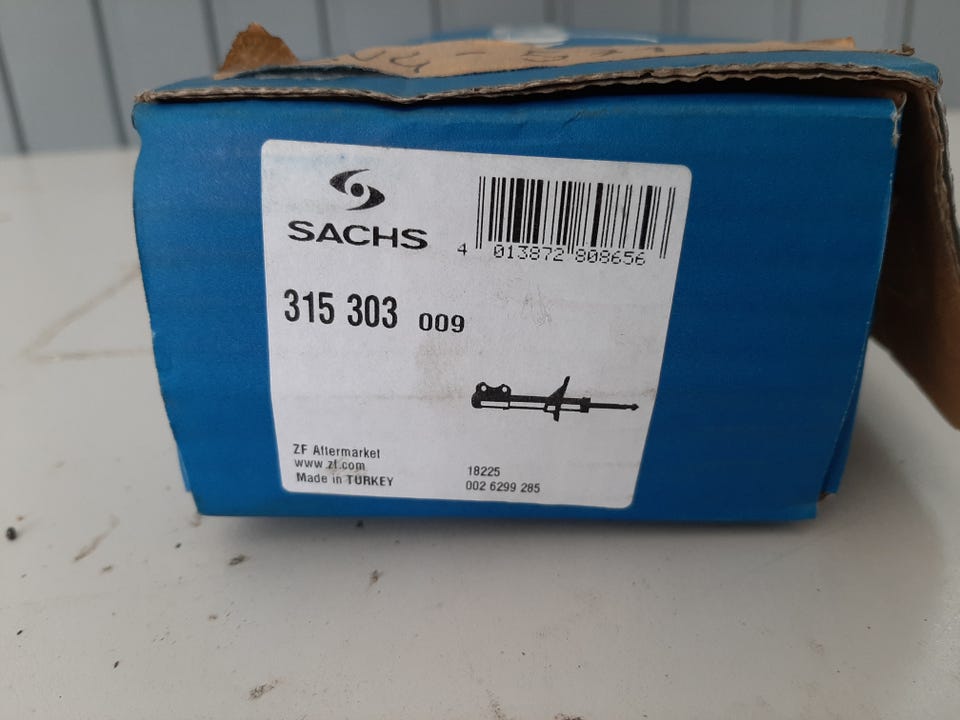 SACHS
4 013872 808656
315 303 009
ZF Aftermarket
www.zf.com
Made in TURKEY
18225
002 6299 285